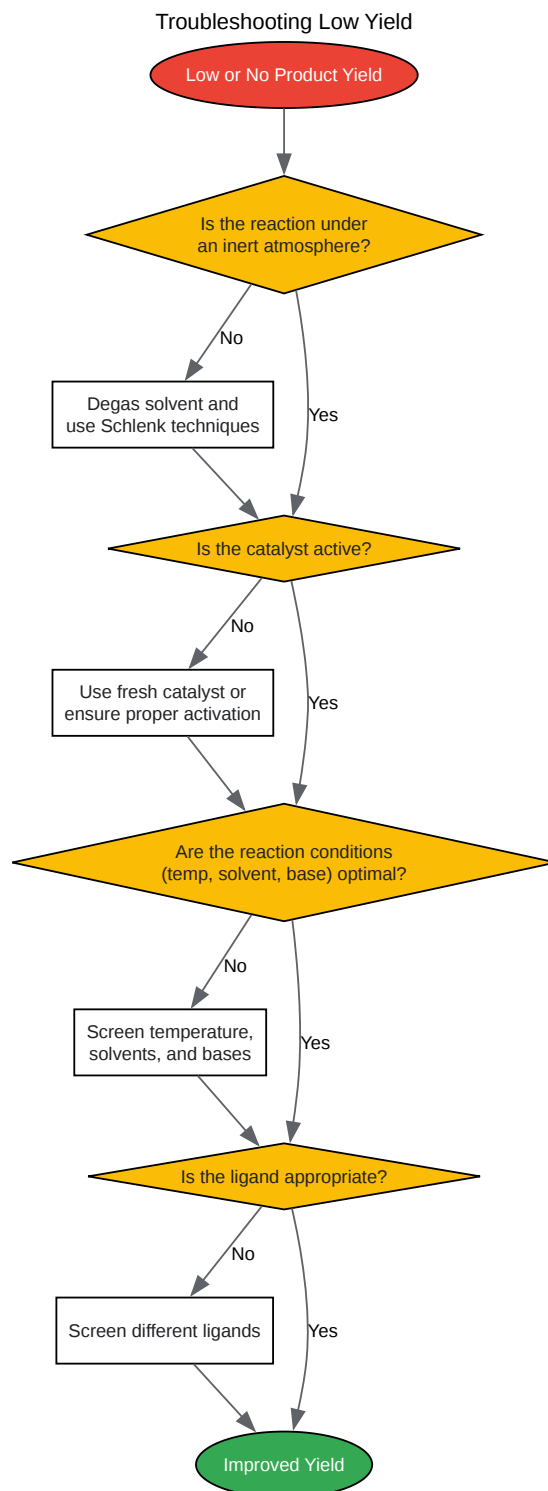 Troubleshooting Low Yield
Low or No Product Yield
Is the reaction under
an inert atmosphere?
No
Degas solvent and
use Schlenk techniques
Yes
Is the catalyst active?
No
Use fresh catalyst or
ensure proper activation
Yes
Are the reaction conditions
(temp, solvent, base) optimal?
No
Screen temperature,
solvents, and bases
Yes
Is the ligand appropriate?
No
Screen different ligands
Yes
Improved Yield